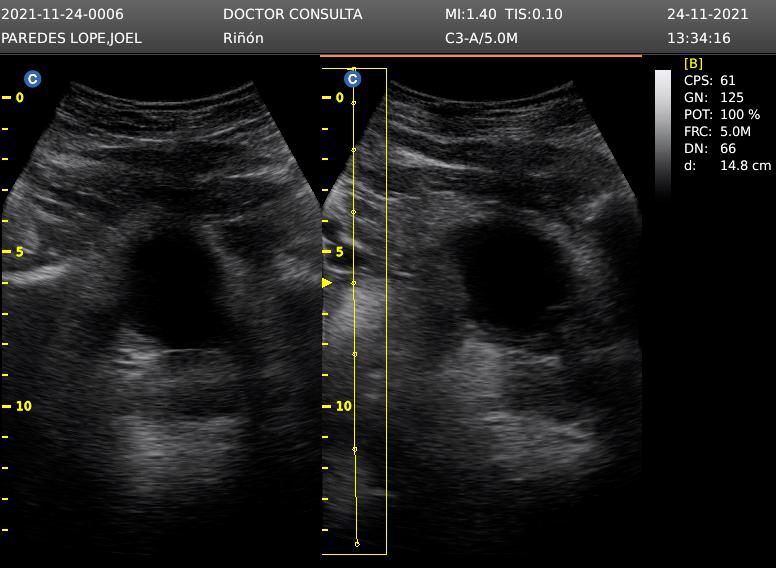 2021-11-24-0006 DOCTOR CONSULTA MI:1.40 TIS:0.10 24-11-2021
PAREDES LOPE,JOEL Riñón C3-A/5.0M 13:34:16
[B]
CPS: 61
GN: 125
POT: 100 %
FRC: 5.0M
DN: 66
d: 14.8 cm
C
0
5
10
C
0
5
10